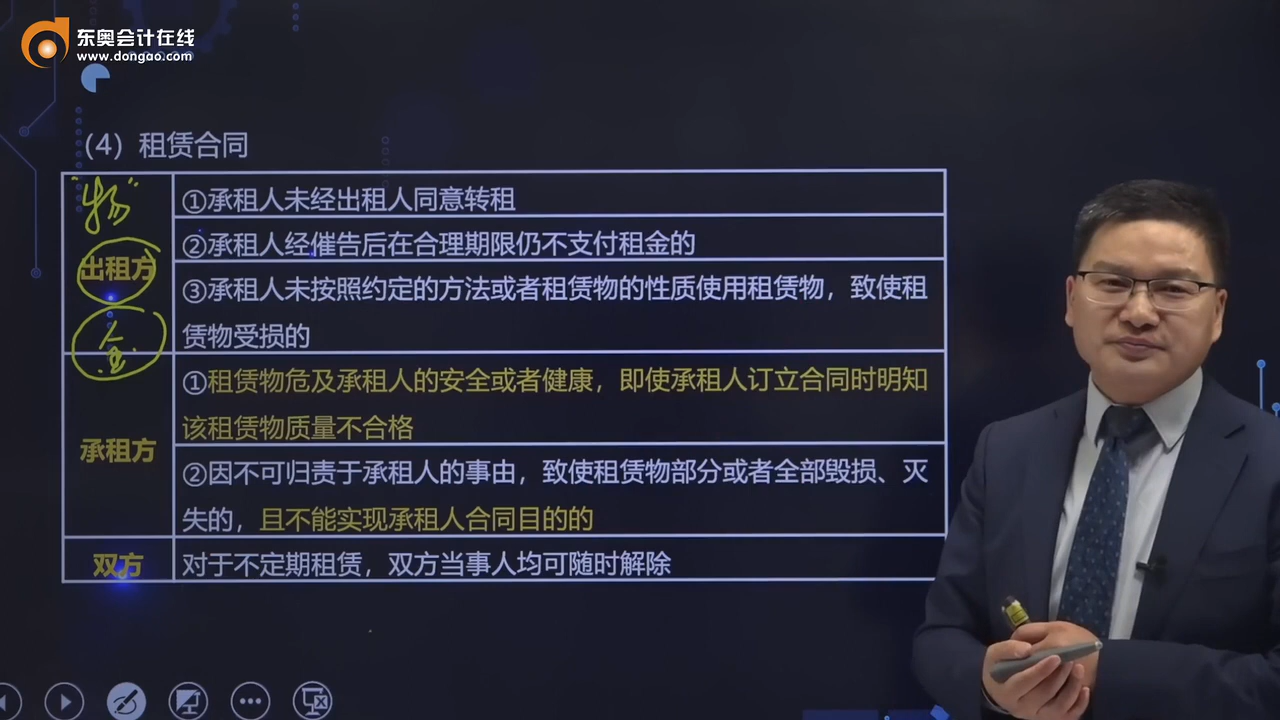 东奥会计在线
www.dongao.com
（4）租赁合同
“物”
出租方
金
①承租人未经出租人同意转租
②承租人经催告后在合理期限仍不支付租金的
③承租人未按照约定的方法或者租赁物的性质使用租赁物，致使租
赁物受损的
承租方
①租赁物危及承租人的安全或者健康，即使承租人订立合同时明知
该租赁物质量不合格
②因不可归责于承租人的事由，致使租赁物部分或者全部毁损、灭
失的，且不能实现承租人合同目的的
双方
对于不定期租赁，双方当事人均可随时解除